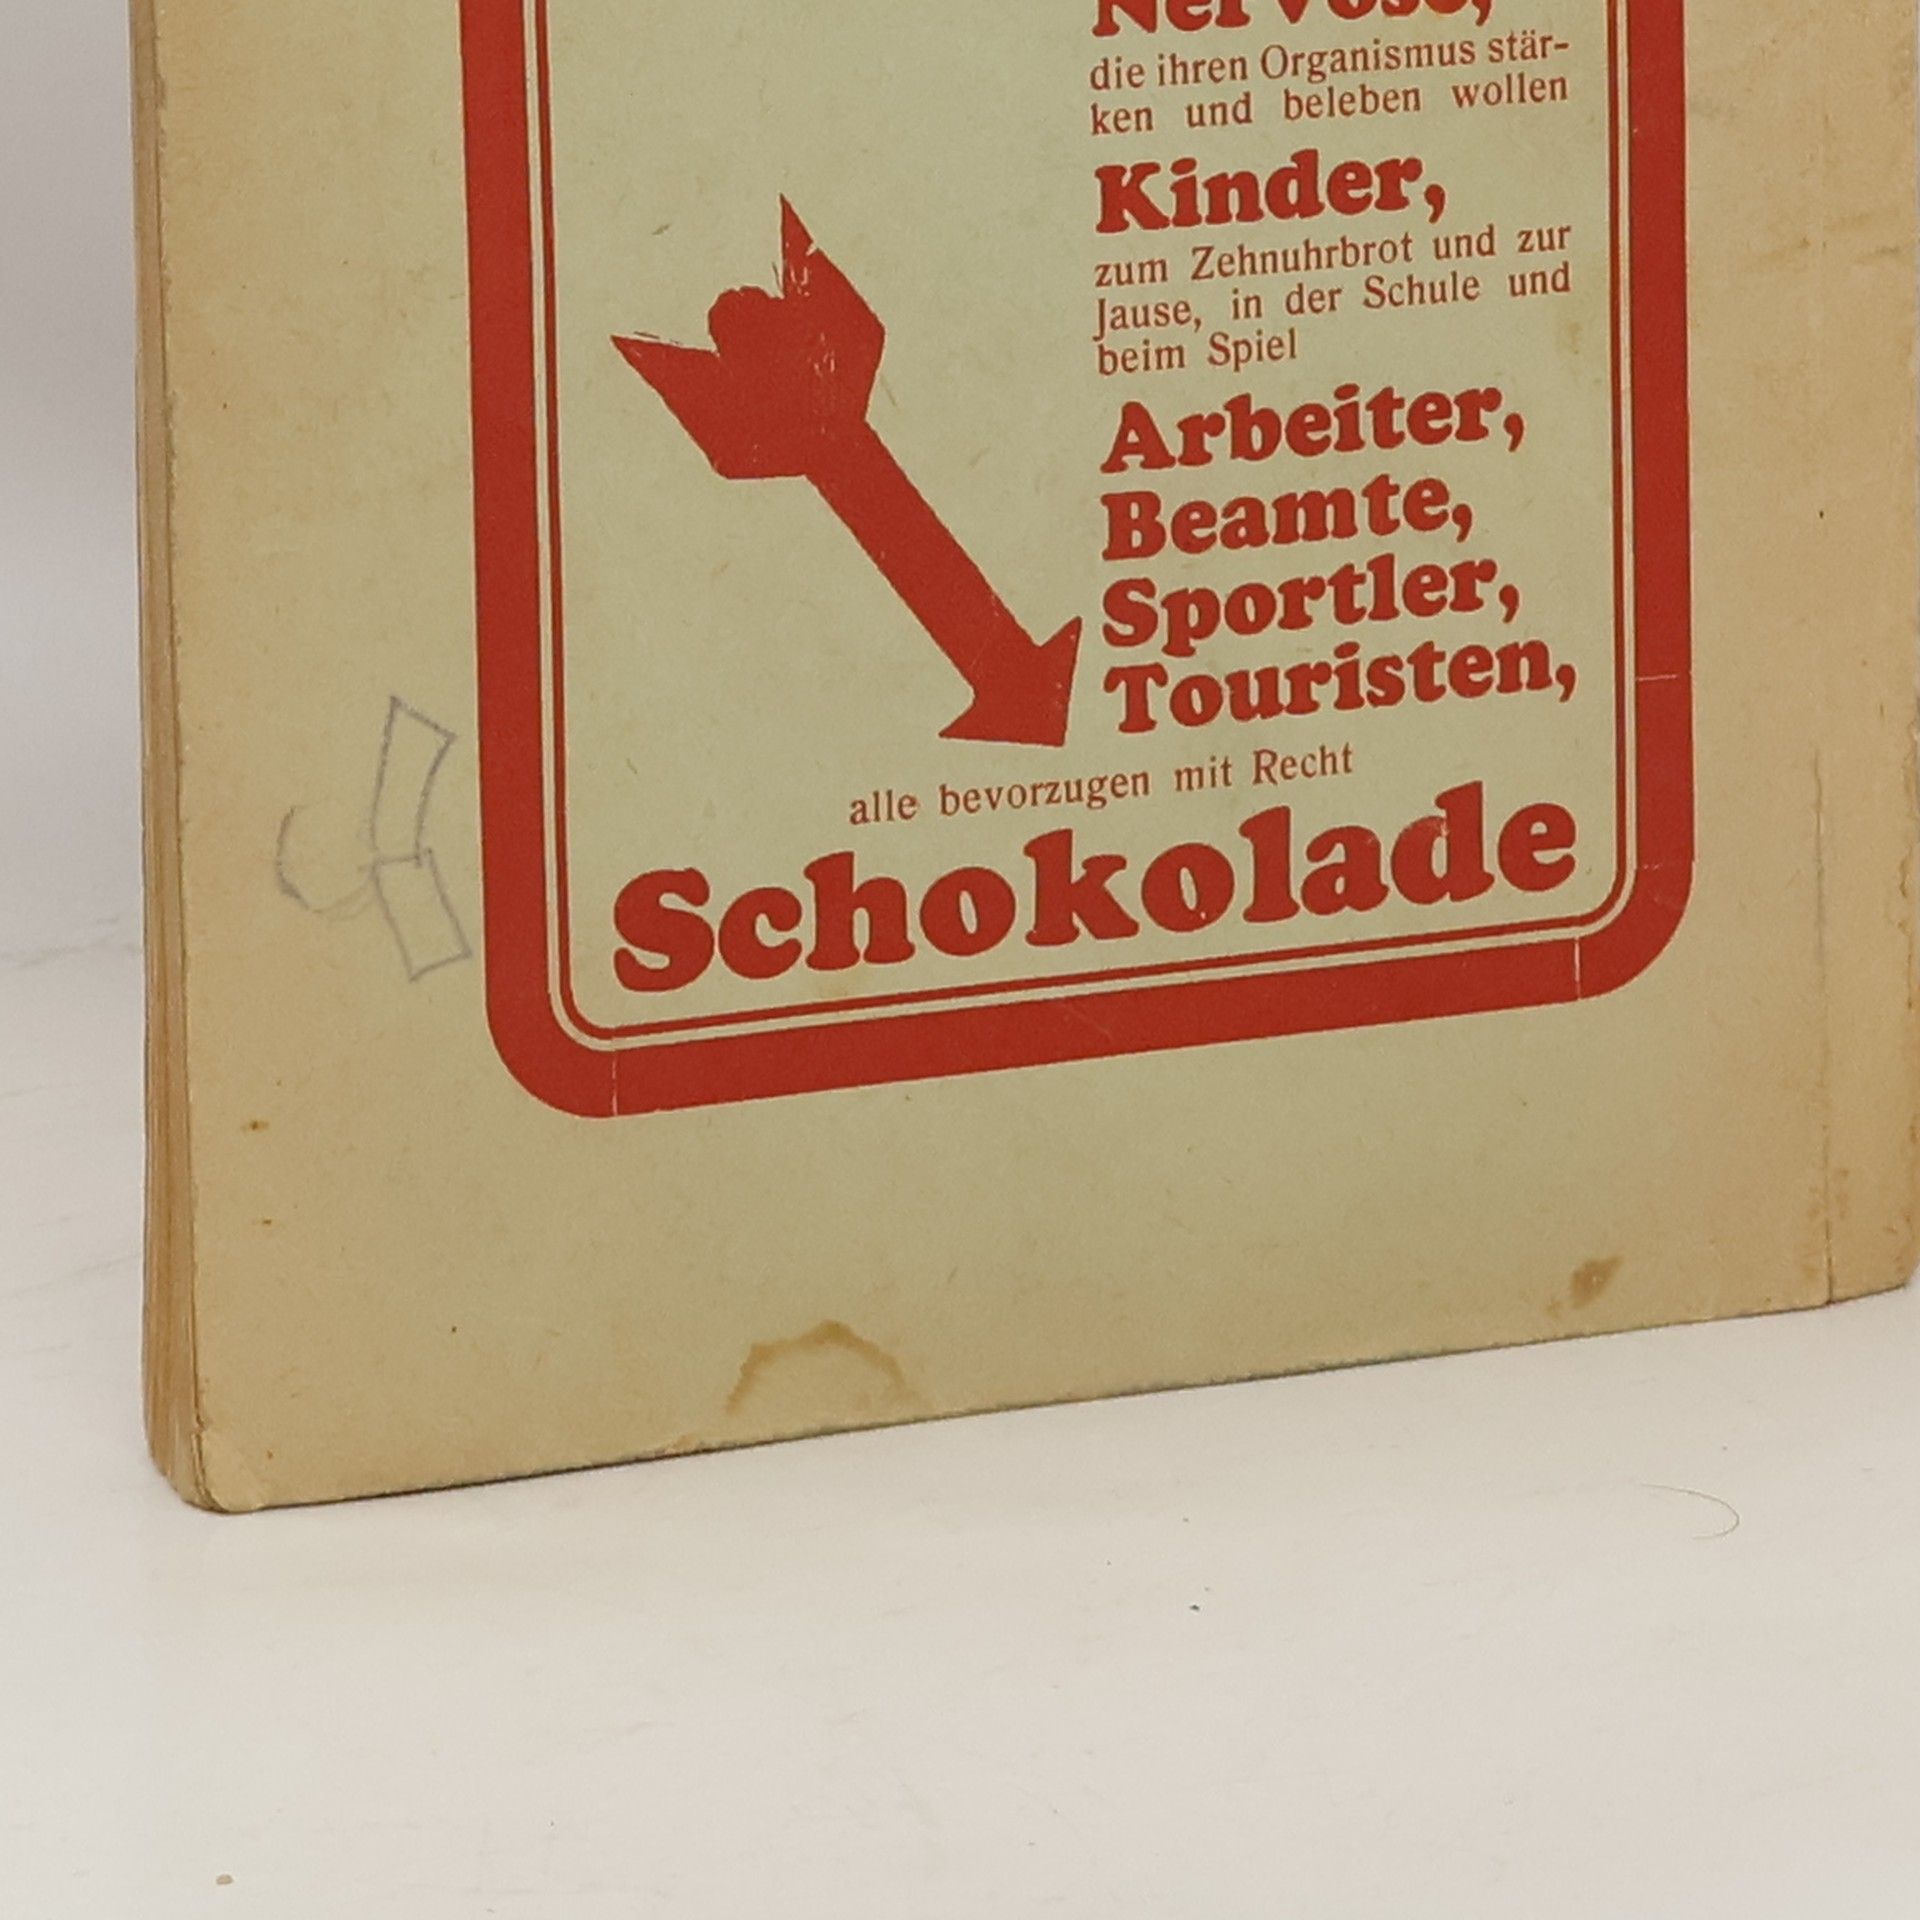 Nervöse,
die ihren Organismus stär-
ken und beleben wollen
Kinder,
zum Zehnuhrbrot und zur
Jause, in der Schule und
beim Spiel
Arbeiter,
Beamte,
Sportler,
Touristen,
alle bevorzugen mit Recht
Schokolade